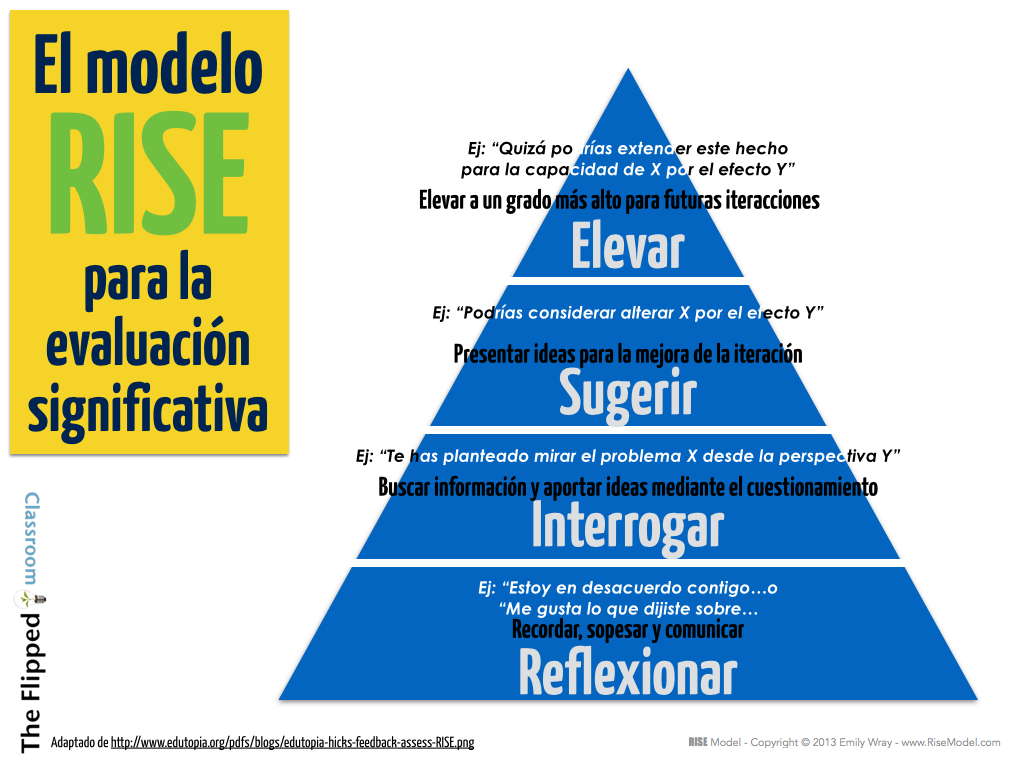 El modelo
RISE
para la
evaluación
significativa
Ej: “Quizá podrías extender este hecho
para la capacidad de X por el efecto Y”
Elevar a un grado más alto para futuras iteracciones
Elevar
Ej: “Podrías considerar alterar X por el efecto Y”
Presentar ideas para la mejora de la iteración
Sugerir
Ej: “Te has planteado mirar el problema X desde la perspectiva Y”
Buscar información y aportar ideas mediante el cuestionamiento
Interrogar
Ej: “Estoy en desacuerdo contigo…o
“Me gusta lo que dijiste sobre…
Recordar, sopesar y comunicar
Reflexionar
The Flipped Classroom
Adaptado de http://www.edutopia.org/pdfs/blogs/edutopia-hicks-feedback-assess-RISE.png
RISE Model - Copyright © 2013 Emily Wray - www.RiseModel.com